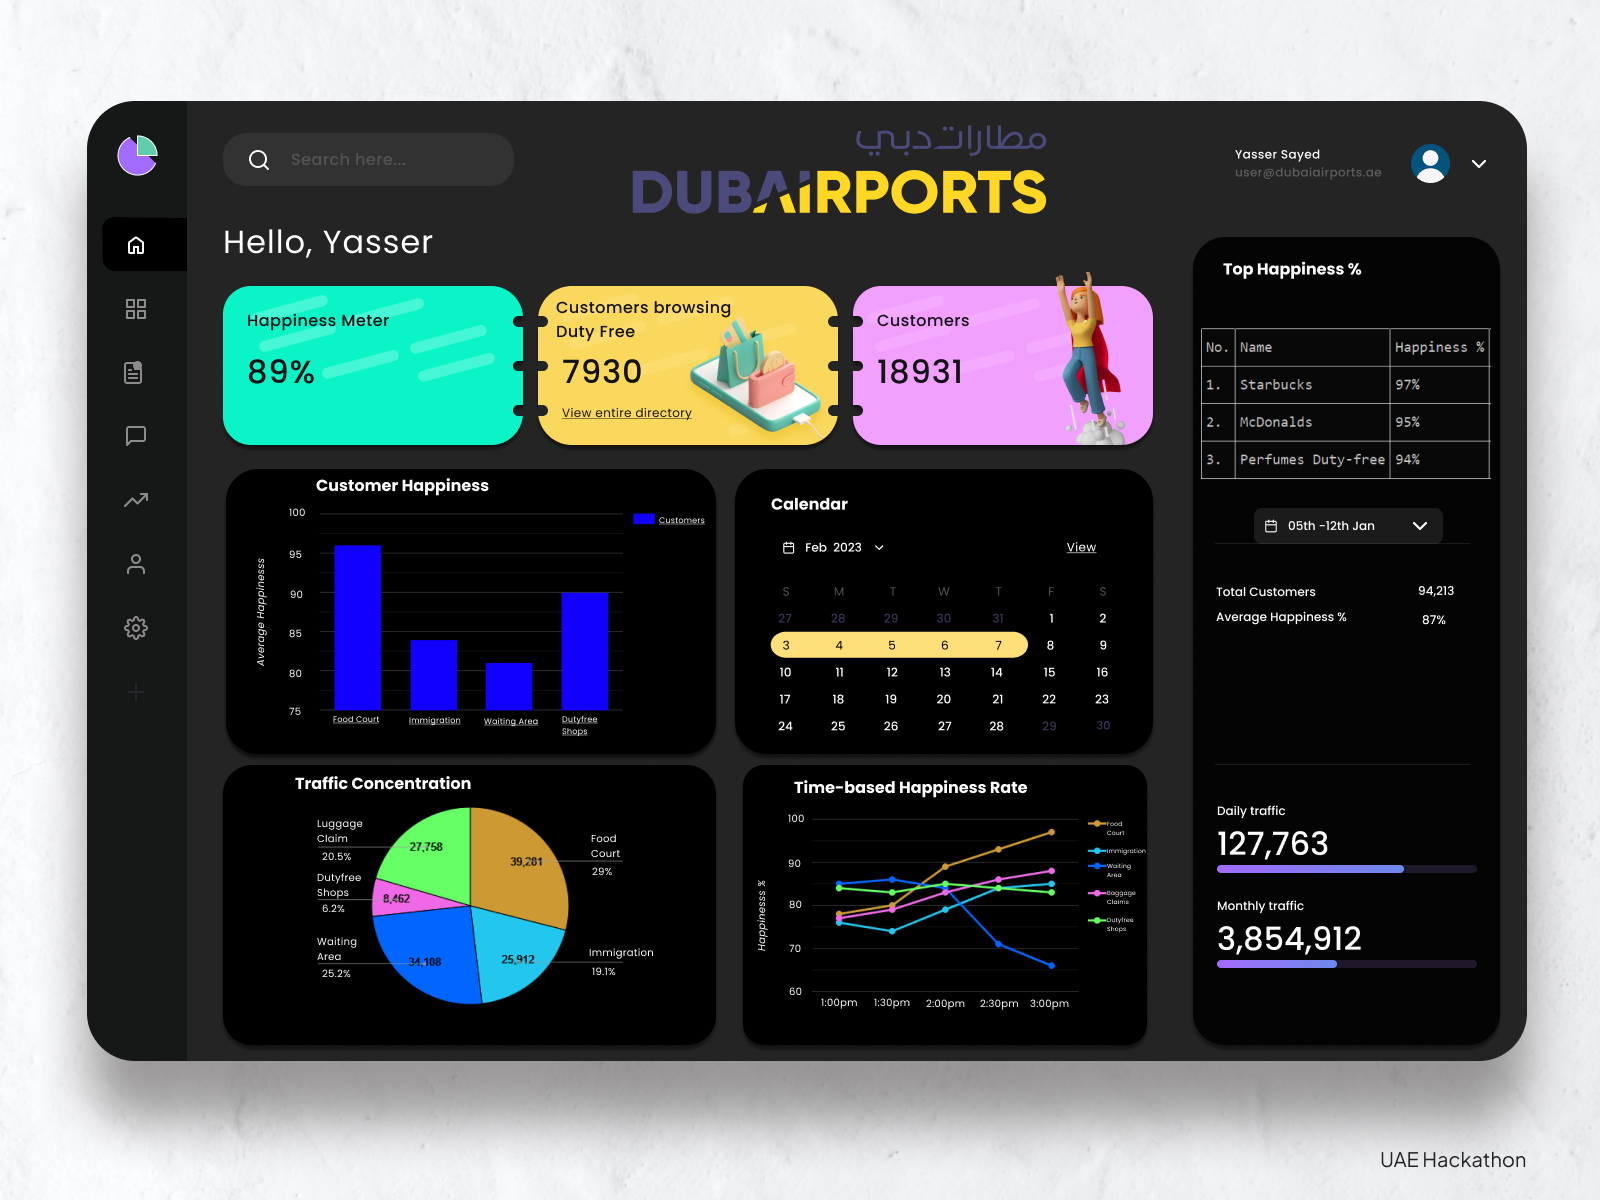 Search here...
مطارات دبي
DUBAIRPORTS
Yasser Sayed
user@dubaiairports.ae
Hello, Yasser
Happiness Meter
89%
Customers browsing
Duty Free
7930
View entire directory
Customers
18931
Top Happiness %
No. Name Happiness %
1. Starbucks 97%
2. McDonalds 95%
3. Perfumes Duty-free 94%
05th -12th Jan
Total Customers 94,213
Average Happiness % 87%
Daily traffic
127,763
Monthly traffic
3,854,912
Customer Happiness
Customers
Average Happinesss
100
95
90
85
80
75
Food Court
Immigration
Waiting Area
Dutyfree
Shops
Calendar
Feb 2023
View
S M T W T F S
27 28 29 30 31 1 2
3 4 5 6 7 8 9
10 11 12 13 14 15 16
17 18 19 20 21 22 23
24 25 26 27 28 29 30
Traffic Concentration
Luggage
Claim
20.5%
Dutyfree
Shops
6.2%
Waiting
Area
25.2%
27,758
8,462
34,108
39,281
25,912
Food
Court
29%
Immigration
19.1%
Time-based Happiness Rate
Happinesss %
100
90
80
70
60
1:00pm 1:30pm 2:00pm 2:30pm 3:00pm
Food
Court
Immigration
Waiting
Area
Baggage
Claims
Dutyfree
Shops
UAE Hackathon